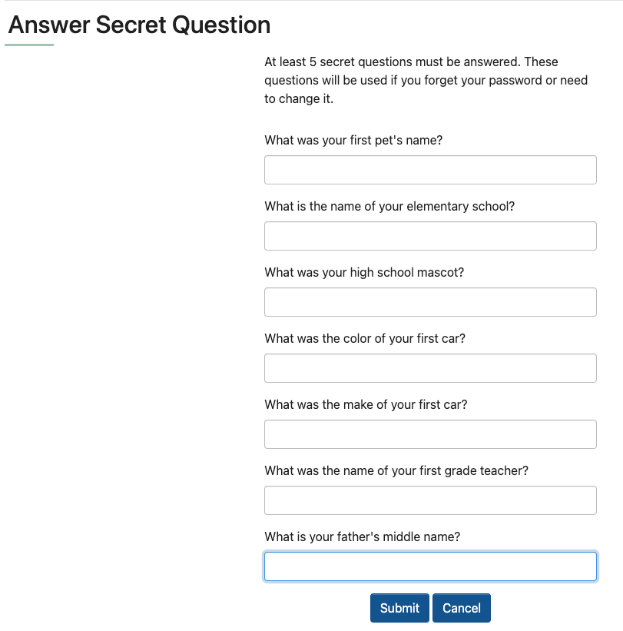 Answer Secret Question
At least 5 secret questions must be answered. These
questions will be used if you forget your password or need
to change it.
What was your first pet's name?
What is the name of your elementary school?
What was your high school mascot?
What was the color of your first car?
What was the make of your first car?
What was the name of your first grade teacher?
What is your father's middle name?
Submit Cancel